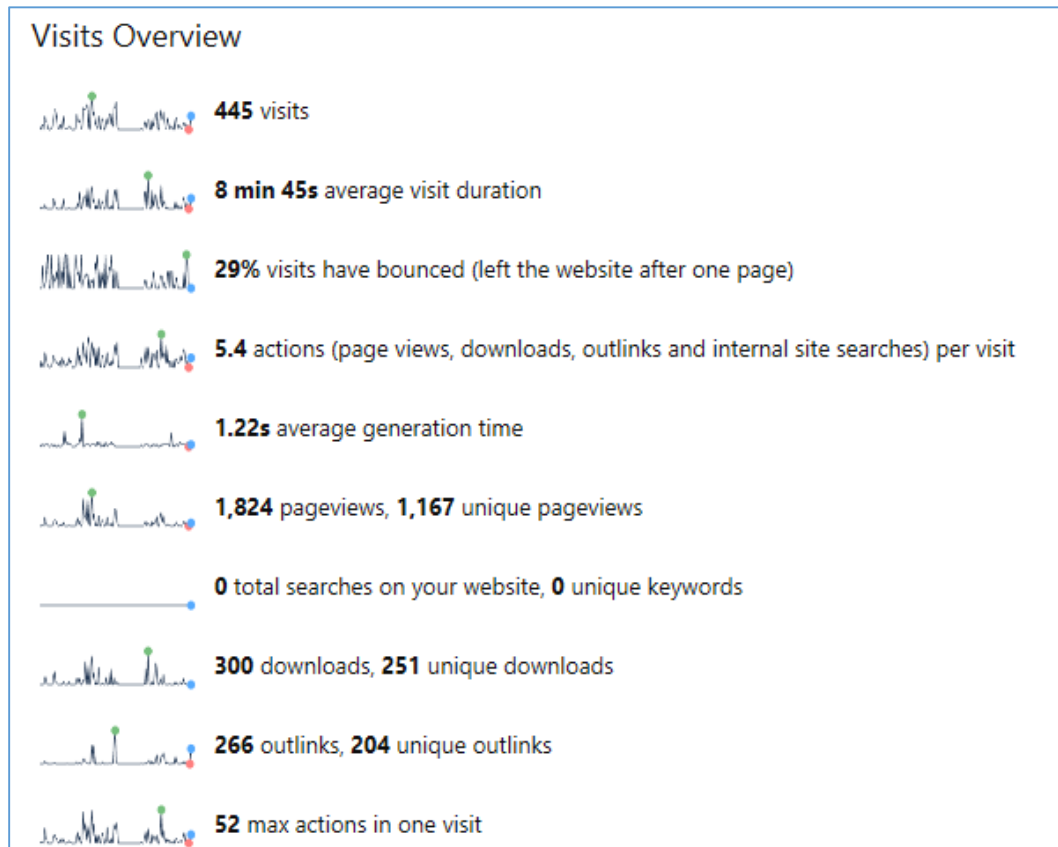 Visits Overview
445 visits
8 min 45s average visit duration
29% visits have bounced (left the website after one page)
5.4 actions (page views, downloads, outlinks and internal site searches) per visit
1.22s average generation time
1,824 pageviews, 1,167 unique pageviews
0 total searches on your website, 0 unique keywords
300 downloads, 251 unique downloads
266 outlinks, 204 unique outlinks
52 max actions in one visit